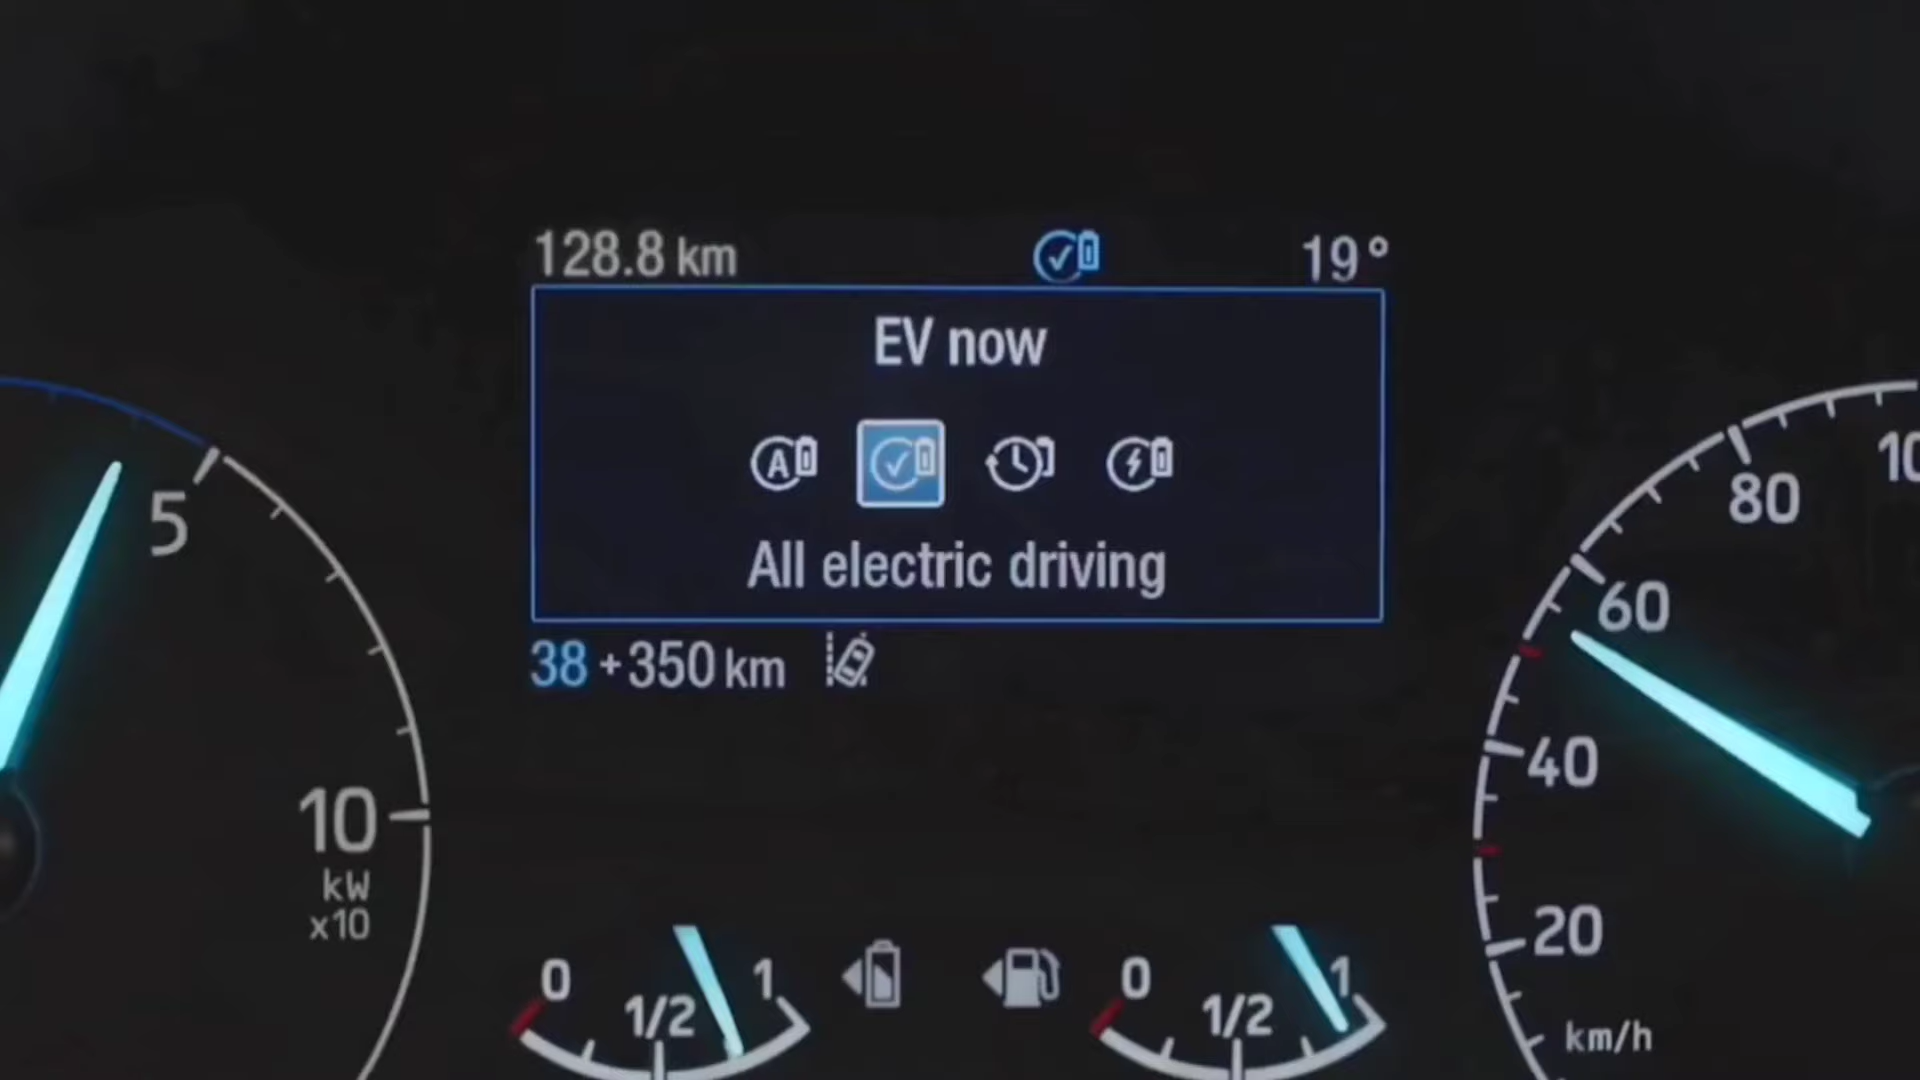 128.8 km
19°
EV now
A
All electric driving
38 + 350 km
5
10
kW
x10
0
1/2
1
0
1/2
1
10
80
60
40
20
km/h